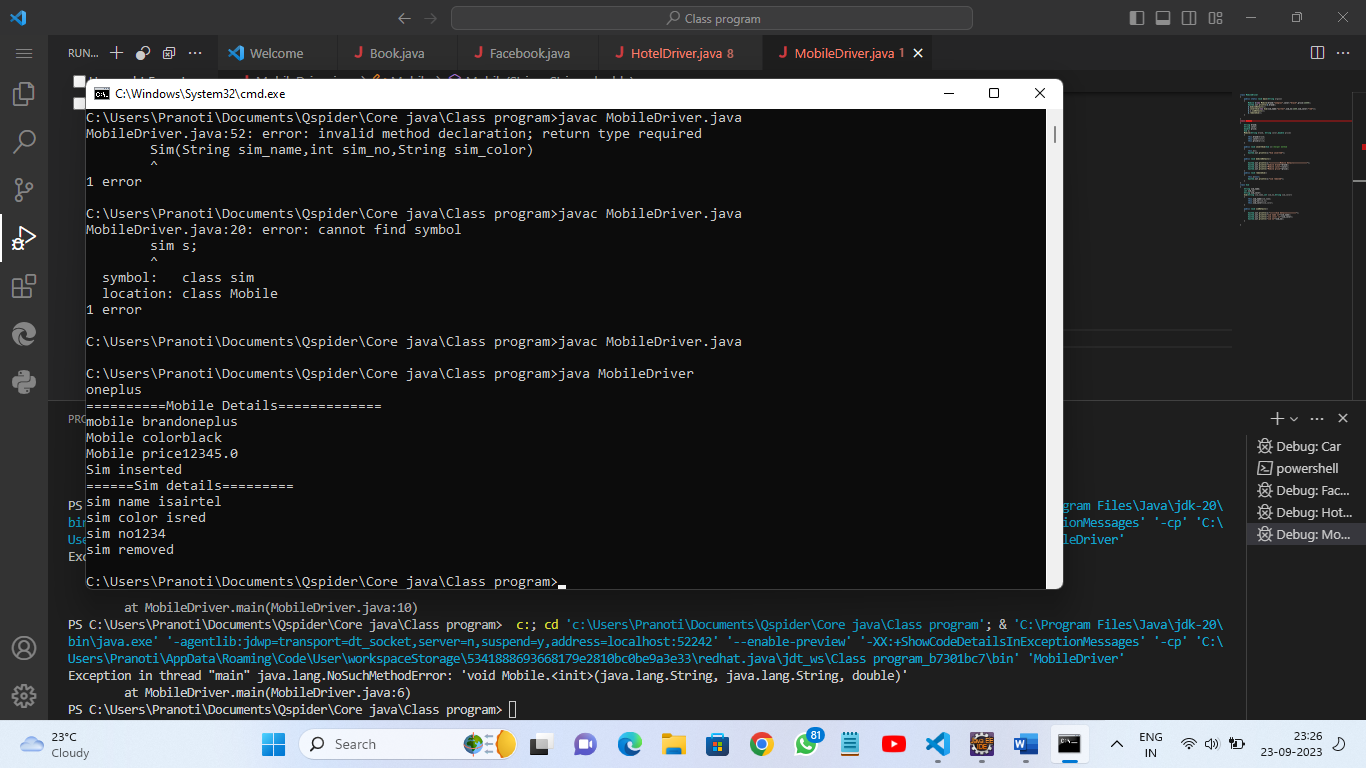 Class program
RUN...
Welcome
Book.java
Facebook.java
HotelDriver.java 8
MobileDriver.java 1
C:\Windows\System32\cmd.exe
C:\Users\Pranoti\Documents\Qspider\Core java\Class program>javac MobileDriver.java
MobileDriver.java:52: error: invalid method declaration; return type required
        Sim(String sim_name,int sim_no,String sim_color)
        ^
1 error
C:\Users\Pranoti\Documents\Qspider\Core java\Class program>javac MobileDriver.java
MobileDriver.java:20: error: cannot find symbol
        sim s;
        ^
  symbol:   class sim
  location: class Mobile
1 error
C:\Users\Pranoti\Documents\Qspider\Core java\Class program>javac MobileDriver.java
C:\Users\Pranoti\Documents\Qspider\Core java\Class program>java MobileDriver
oneplus
==========Mobile Details=============
mobile brandoneplus
Mobile colorblack
Mobile price12345.0
Sim inserted
======Sim details=========
sim name isairtel
sim color isred
sim no1234
sim removed
C:\Users\Pranoti\Documents\Qspider\Core java\Class program>
Debug: Car
powershell
Debug: Fac...
Debug: Hot...
Debug: Mo...
PS
gram Files\Java\jdk-20\
bin
ionMessages' '-cp' 'C:\
Use
leDriver'
Exc
        at MobileDriver.main(MobileDriver.java:10)
PS C:\Users\Pranoti\Documents\Qspider\Core java\Class program>  c:; cd 'c:\Users\Pranoti\Documents\Qspider\Core java\Class program'; & 'C:\Program Files\Java\jdk-20\
bin\java.exe' '-agentlib:jdwp=transport=dt_socket,server=n,suspend=y,address=localhost:52242' '--enable-preview' '-XX:+ShowCodeDetailsInExceptionMessages' '-cp' 'C:\
Users\Pranoti\AppData\Roaming\Code\User\workspaceStorage\5341888693668179e2810bc0be9a3e33\redhat.java\jdt_ws\Class program_b7301bc7\bin' 'MobileDriver'
Exception in thread "main" java.lang.NoSuchMethodError: 'void Mobile.<init>(java.lang.String, java.lang.String, double)'
        at MobileDriver.main(MobileDriver.java:6)
PS C:\Users\Pranoti\Documents\Qspider\Core java\Class program>
23°C
Cloudy
Search
81
ENG
IN
23:26
23-09-2023